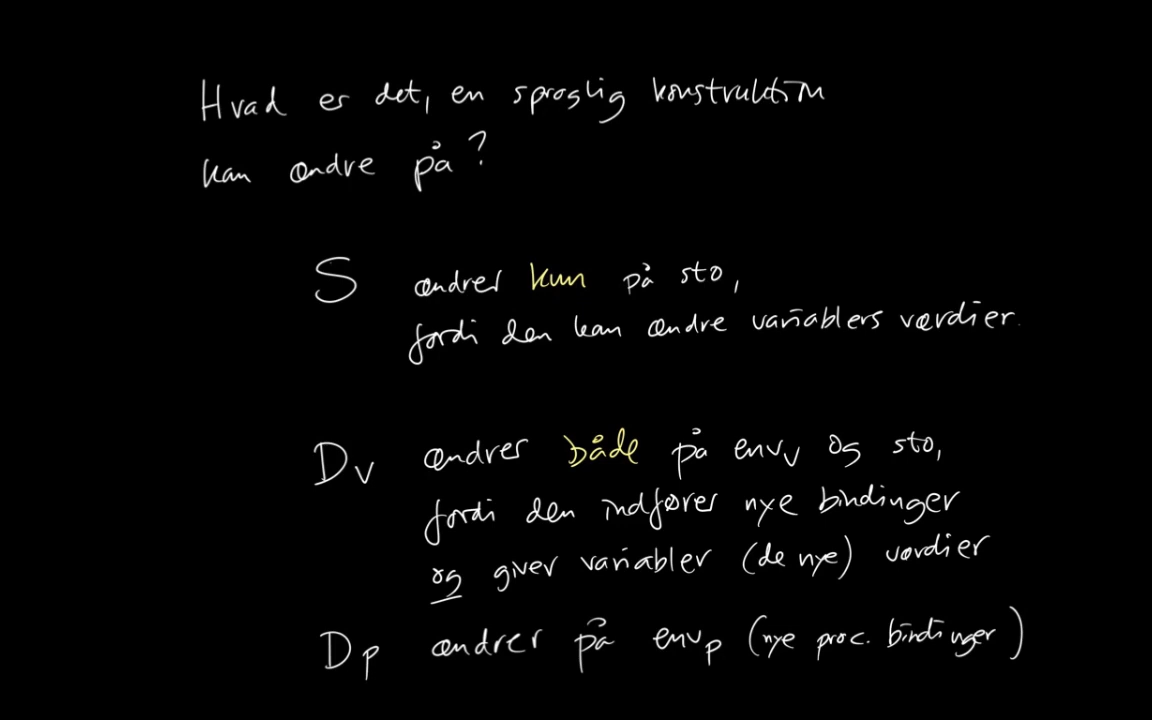 Hvad er det, en sproglig konstruktion
kan ændre på?
S ændrer kun på sto,
fordi den kan ændre variablers værdier.
Dv ændrer både på envv og sto,
fordi den indfører nye bindinger
og giver variabler (de nye) værdier
Dp ændrer på envp (nye proc. bindinger)